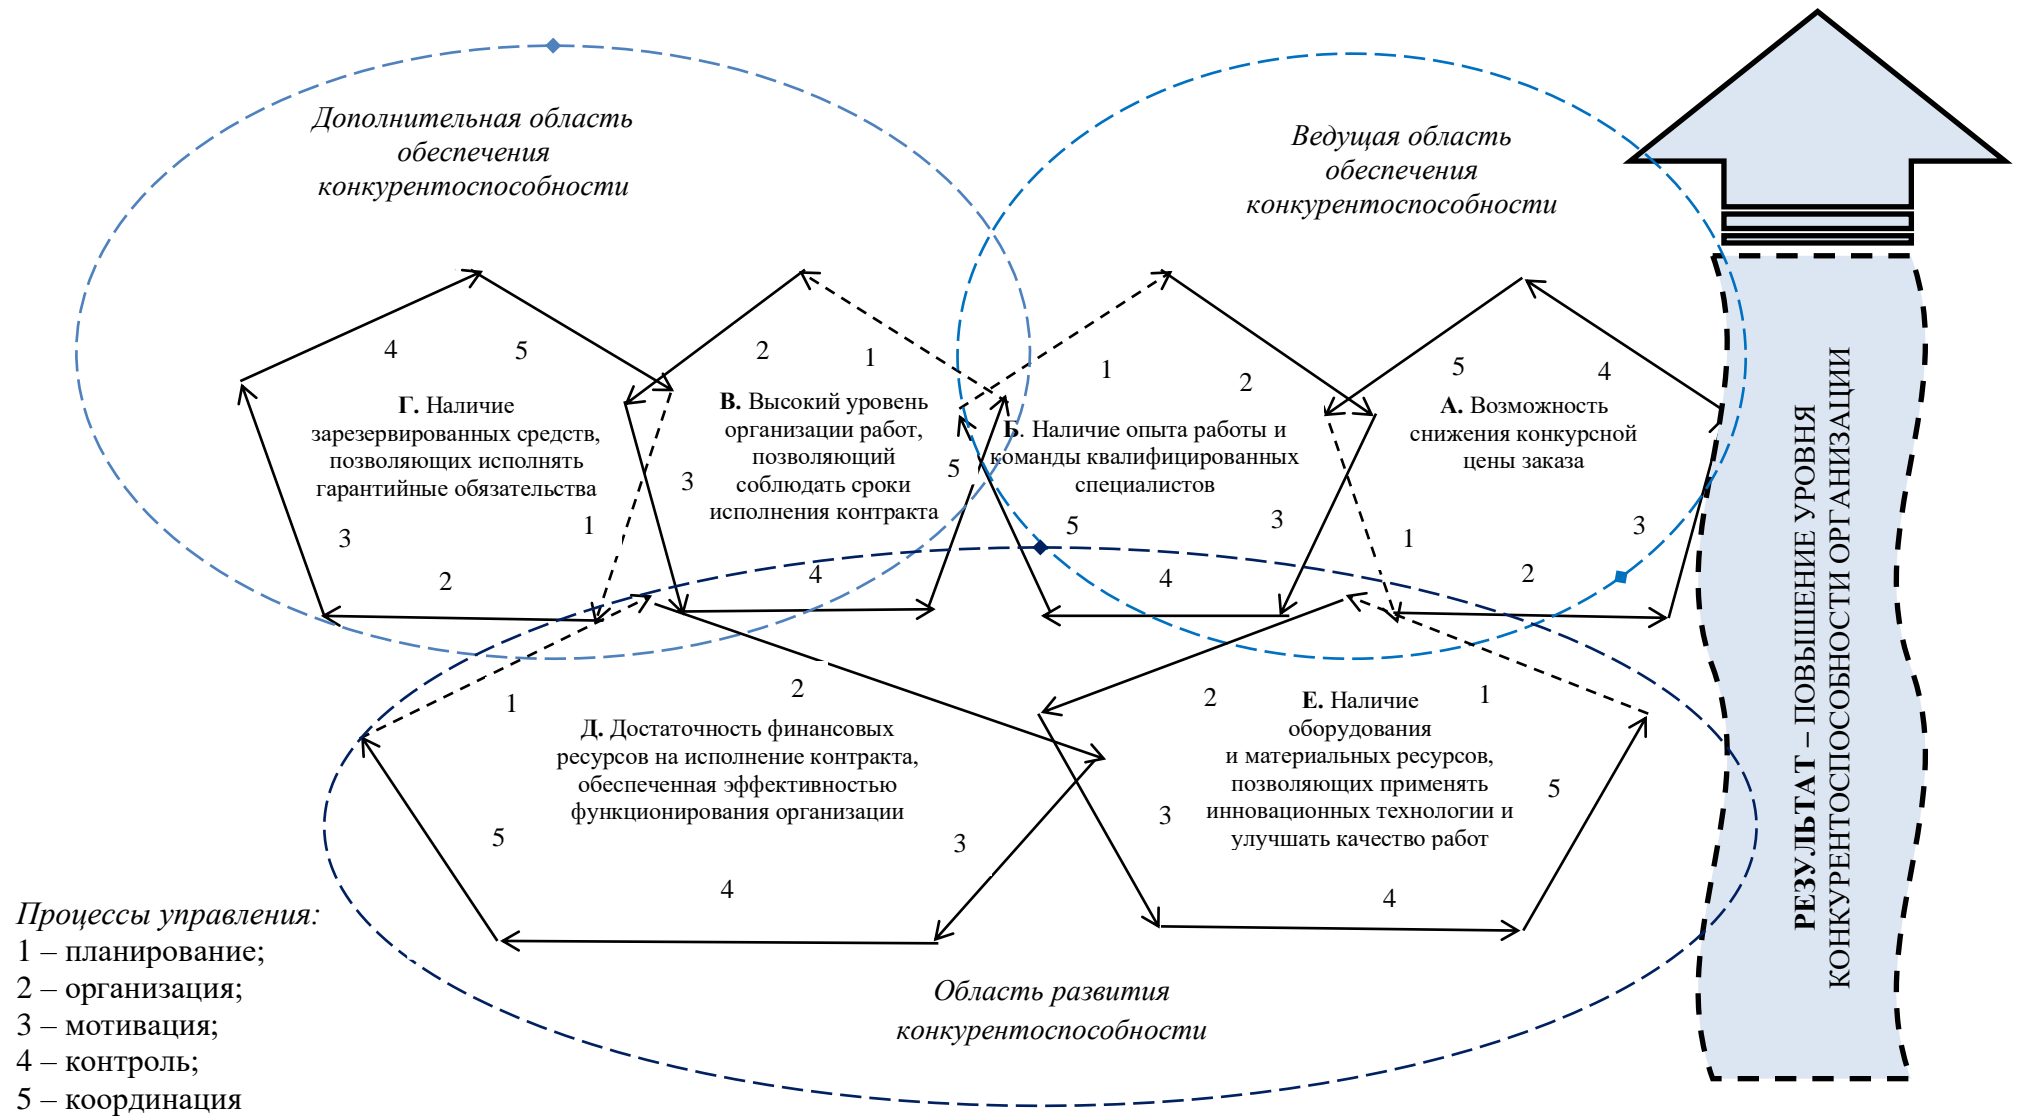 Дополнительная область
обеспечения
конкурентоспособности
Ведущая область
обеспечения
конкурентоспособности
4
5
Г. Наличие
зарезервированных средств,
позволяющих исполнять
гарантийные обязательства
3
2
1
2
1
В. Высокий уровень
организации работ,
позволяющий
соблюдать сроки
исполнения контракта
3
5
4
1
2
Б. Наличие опыта работы и
команды квалифицированных
специалистов
5
3
4
5
4
А. Возможность
снижения конкурсной
цены заказа
1
3
2
1
2
Д. Достаточность финансовых
ресурсов на исполнение контракта,
обеспеченная эффективностью
функционирования организации
5
3
4
2
1
Е. Наличие
оборудования
и материальных ресурсов,
позволяющих применять
инновационных технологии и
улучшать качество работ
3
5
4
Область развития
конкурентоспособности
Процессы управления:
1 – планирование;
2 – организация;
3 – мотивация;
4 – контроль;
5 – координация
РЕЗУЛЬТАТ – ПОВЫШЕНИЕ УРОВНЯ
КОНКУРЕНТОСПОСОБНОСТИ ОРГАНИЗАЦИ